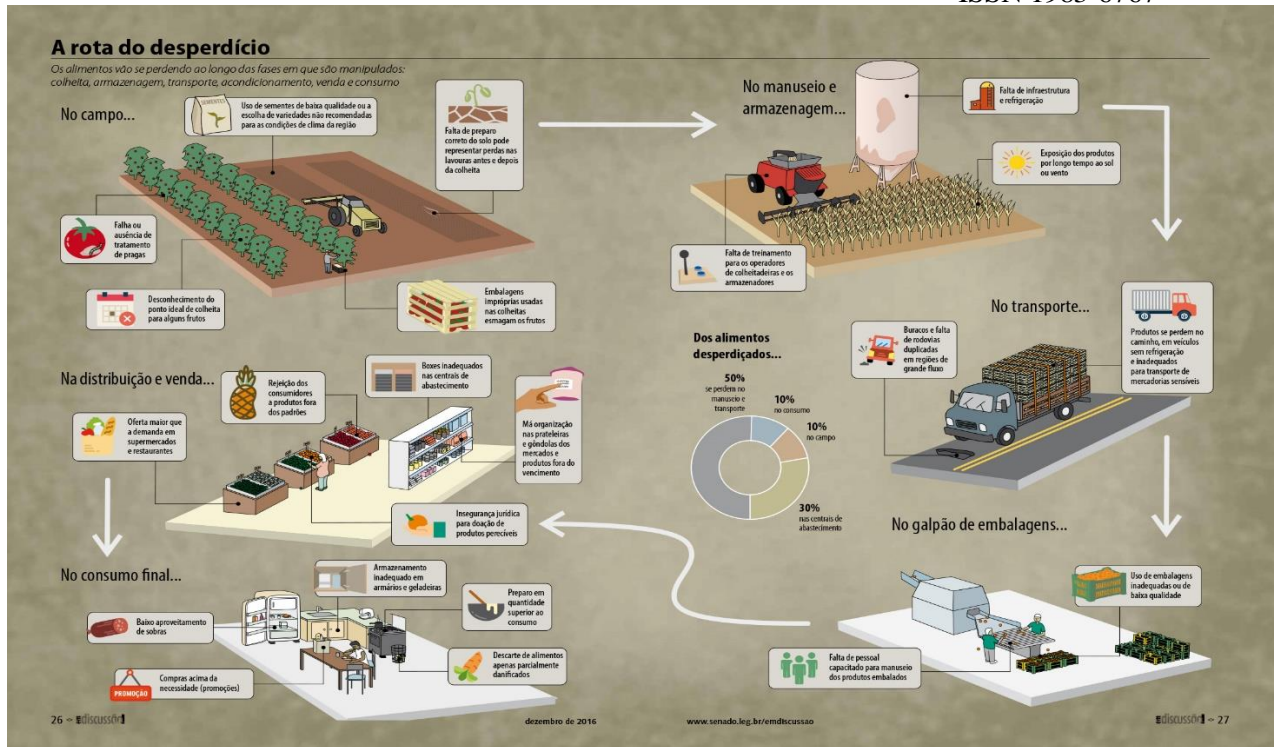 A rota do desperdício
Os alimentos vão se perdendo ao longo das fases em que são manipulados:
colheita, armazenagem, transporte, acondicionamento, venda e consumo
No campo...
SEMENTES
Uso de sementes de baixa qualidade ou a
escolha de variedades não recomendadas
para as condições de clima da região
Falta de preparo
correto do solo pode
representar perdas nas
lavouras antes e depois
da colheita
Falha ou
ausência de
tratamento
de pragas
Desconhecimento do
ponto ideal de colheita
para alguns frutos
Embalagens
impróprias usadas
nas colheitas
esmagam os frutos
No manuseio e
armazenagem...
Falta de infraestrutura
e refrigeração
Exposição dos produtos
por longo tempo ao sol
ou vento
Falta de treinamento
para os operadores
de colheitadeiras e os
armazenadores
No transporte...
Buracos e falta
de rodovias
duplicadas
em regiões de
grande fluxo
Produtos se perdem no
caminho, em veículos
sem refrigeração
e inadequados
para transporte de
mercadorias sensíveis
Dos alimentos
desperdiçados...
50%
se perdem no
manuseio e
transporte
10%
no consumo
10%
no campo
30%
nas centrais de
abastecimento
No galpão de embalagens...
Uso de embalagens
inadequadas ou de
baixa qualidade
Falta de pessoal
capacitado para manuseio
dos produtos embalados
Na distribuição e venda...
Rejeição dos
consumidores
a produtos fora
dos padrões
Boxes inadequados
nas centrais de
abastecimento
Má organização
nas prateleiras
e gôndolas dos
mercados e
produtos fora do
vencimento
Oferta maior que
a demanda em
supermercados
e restaurantes
Insegurança jurídica
para doação de
produtos perecíveis
No consumo final...
Armazenamento
inadequado em
armários e geladeiras
Preparo em
quantidade
superior ao
consumo
Baixo aproveitamento
de sobras
Descarte de alimentos
apenas parcialmente
danificados
PROMOÇÃO
Compras acima da
necessidade (promoções)
26
dezembro de 2016
www.senado.leg.br/emdiscussao
27